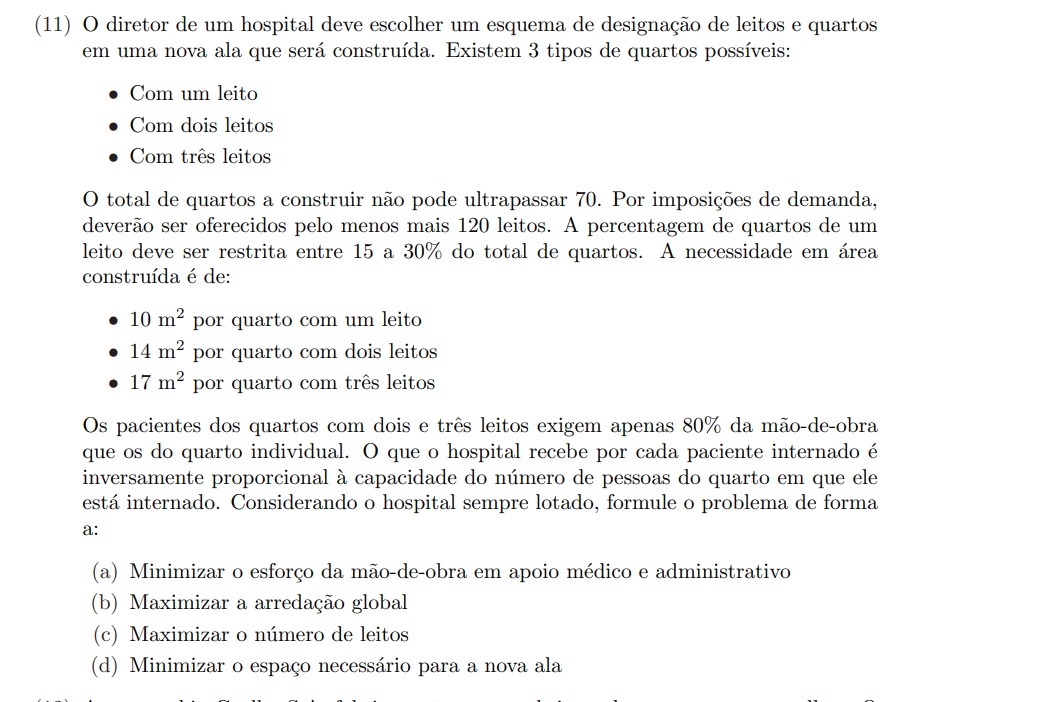 (11) O diretor de um hospital deve escolher um esquema de designação de leitos e quartos
em uma nova ala que será construída. Existem 3 tipos de quartos possíveis:
• Com um leito
• Com dois leitos
• Com três leitos
O total de quartos a construir não pode ultrapassar 70. Por imposições de demanda,
deverão ser oferecidos pelo menos mais 120 leitos. A percentagem de quartos de um
leito deve ser restrita entre 15 a 30% do total de quartos. A necessidade em área
construída é de:
• 10 m² por quarto com um leito
• 14 m² por quarto com dois leitos
• 17 m² por quarto com três leitos
Os pacientes dos quartos com dois e três leitos exigem apenas 80% da mão-de-obra
que os do quarto individual. O que o hospital recebe por cada paciente internado é
inversamente proporcional à capacidade do número de pessoas do quarto em que ele
está internado. Considerando o hospital sempre lotado, formule o problema de forma
a:
(a) Minimizar o esforço da mão-de-obra em apoio médico e administrativo
(b) Maximizar a arredação global
(c) Maximizar o número de leitos
(d) Minimizar o espaço necessário para a nova ala